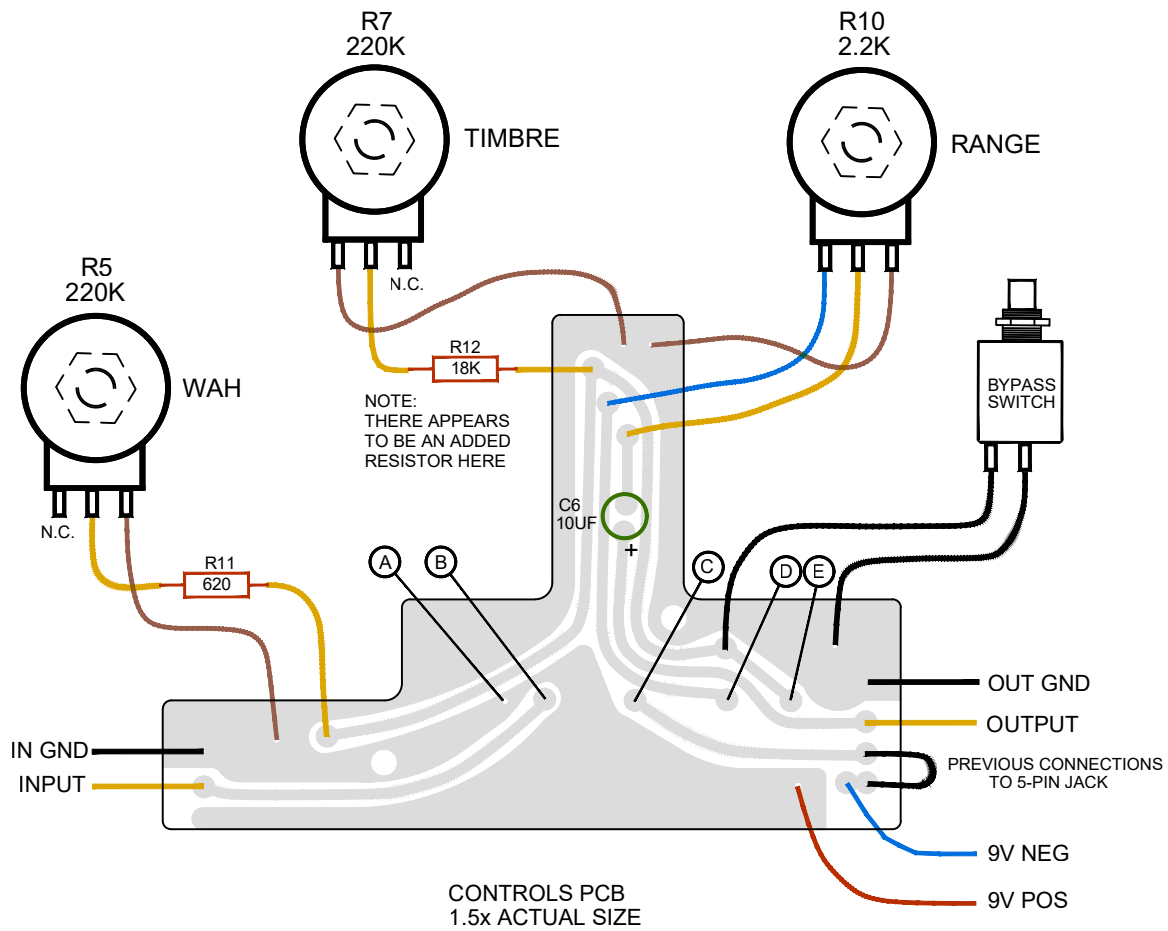 R7
220K
TIMBRE
R10
2.2K
RANGE
N.C.
R5
220K
WAH
N.C.
R12
18K
NOTE:
THERE APPEARS
TO BE AN ADDED
RESISTOR HERE
BYPASS
SWITCH
C6
10UF
+
R11
620
A
B
C
D
E
IN GND
INPUT
OUT GND
OUTPUT
PREVIOUS CONNECTIONS
TO 5-PIN JACK
9V NEG
9V POS
CONTROLS PCB
1.5x ACTUAL SIZE